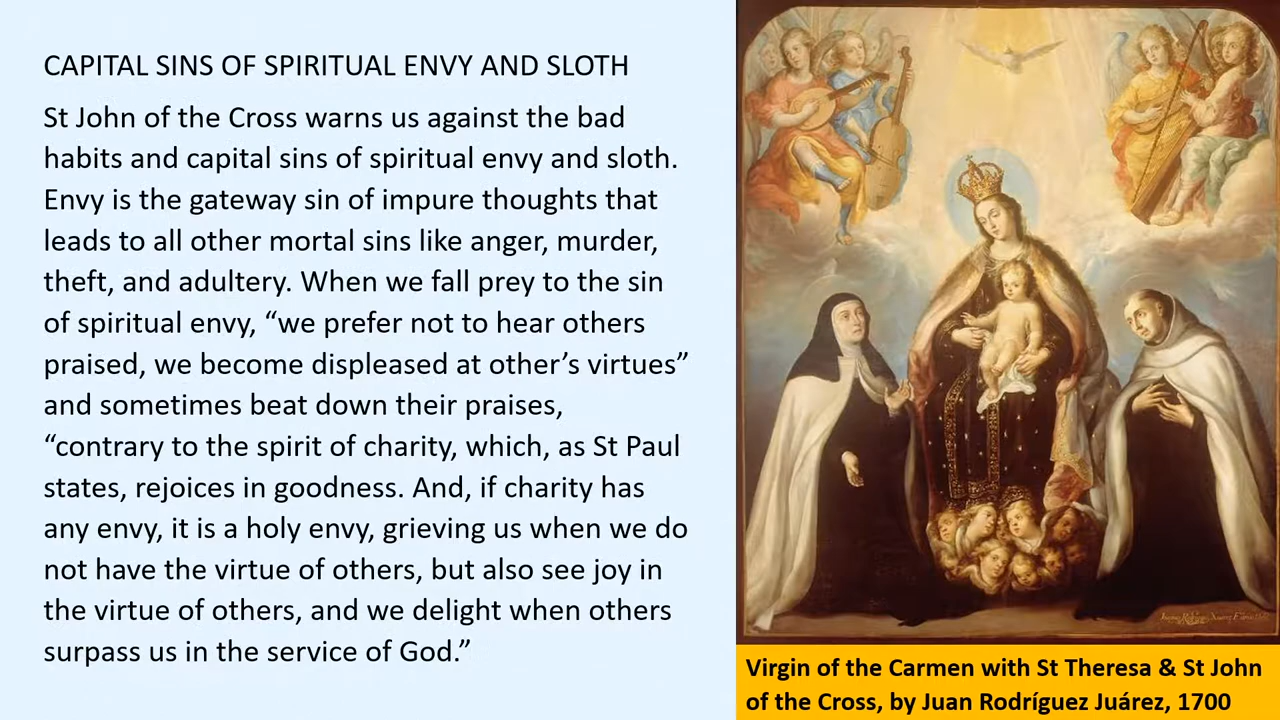 CAPITAL SINS OF SPIRITUAL ENVY AND SLOTH
St John of the Cross warns us against the bad
habits and capital sins of spiritual envy and sloth.
Envy is the gateway sin of impure thoughts that
leads to all other mortal sins like anger, murder,
theft, and adultery. When we fall prey to the sin
of spiritual envy, “we prefer not to hear others
praised, we become displeased at other’s virtues”
and sometimes beat down their praises,
“contrary to the spirit of charity, which, as St Paul
states, rejoices in goodness. And, if charity has
any envy, it is a holy envy, grieving us when we do
not have the virtue of others, but also see joy in
the virtue of others, and we delight when others
surpass us in the service of God.”
Virgin of the Carmen with St Theresa & St John
of the Cross, by Juan Rodríguez Juárez, 1700